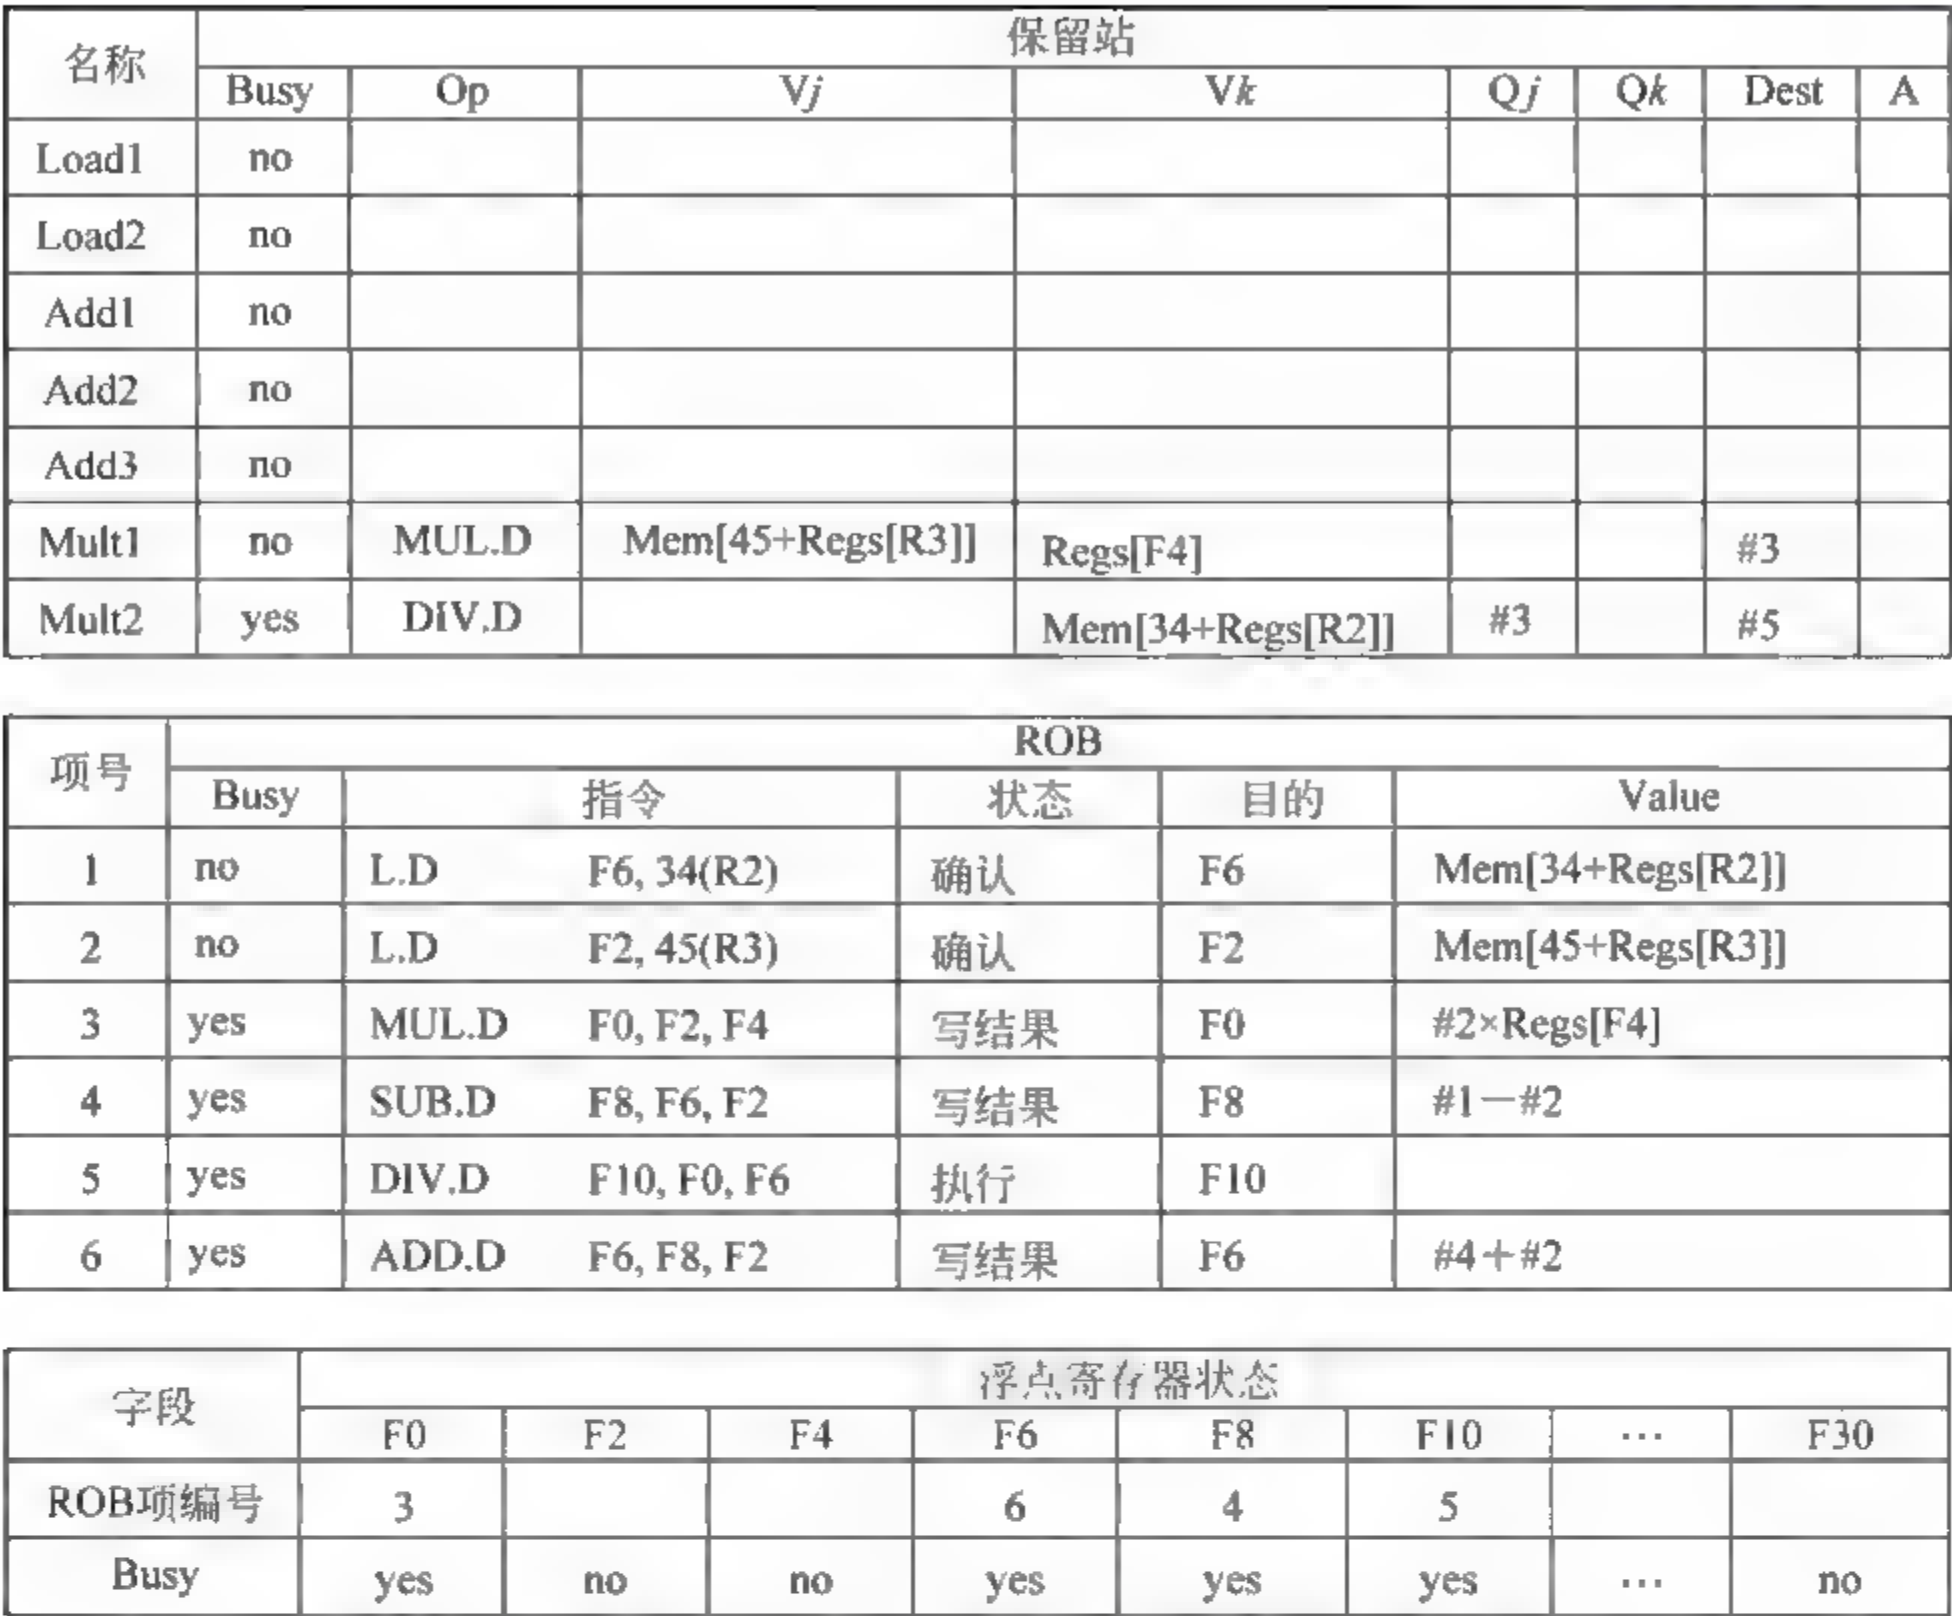 名称 保留站
Busy Op Vj Vk Qj Qk Dest A
Load1 no
Load2 no
Add1 no
Add2 no
Add3 no
Mult1 no MUL.D Mem[45+Regs[R3]] Regs[F4] #3
Mult2 yes DIV.D Mem[34+Regs[R2]] #3 #5
项号 ROB
Busy 指令 状态 目的 Value
1 no L.D F6, 34(R2) 确认 F6 Mem[34+Regs[R2]]
2 no L.D F2, 45(R3) 确认 F2 Mem[45+Regs[R3]]
3 yes MUL.D F0, F2, F4 写结果 F0 #2×Regs[F4]
4 yes SUB.D F8, F6, F2 写结果 F8 #1－#2
5 yes DIV.D F10, F0, F6 执行 F10
6 yes ADD.D F6, F8, F2 写结果 F6 #4＋#2
字段 浮点寄存器状态
F0 F2 F4 F6 F8 F10 … F30
ROB项编号 3 6 4 5
Busy yes no no yes yes yes … no